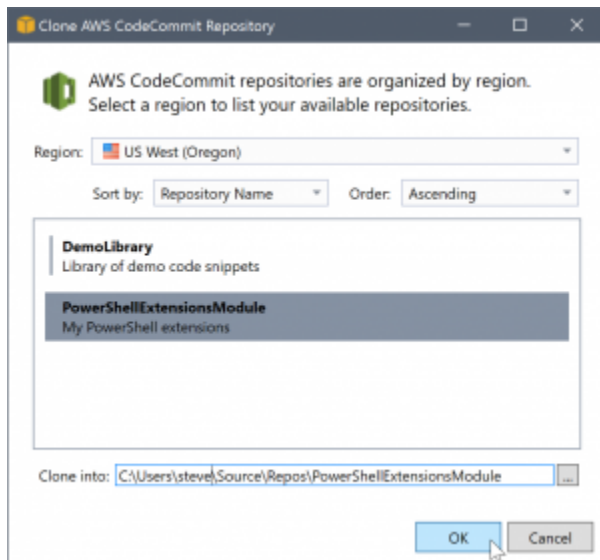 Clone AWS CodeCommit Repository
AWS CodeCommit repositories are organized by region.
Select a region to list your available repositories.
Region: US West (Oregon)
Sort by: Repository Name Order: Ascending
DemoLibrary
Library of demo code snippets
PowerShellExtensionsModule
My PowerShell extensions
Clone into: C:\Users\steve\Source\Repos\PowerShellExtensionsModule ...
OK Cancel